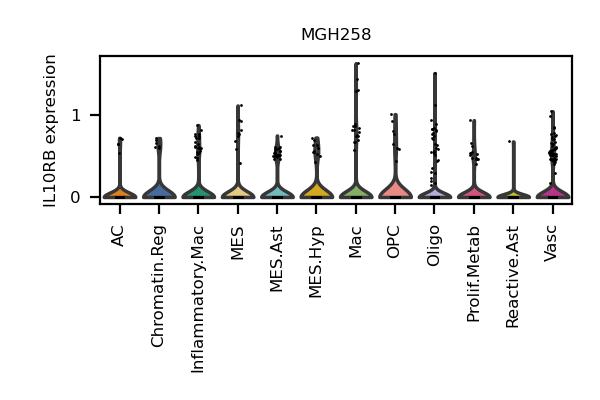 MGH258
IL10RB expression
1
0
AC
Chromatin.Reg
Inflammatory.Mac
MES
MES.Ast
MES.Hyp
Mac
OPC
Oligo
Prolif.Metab
Reactive.Ast
Vasc